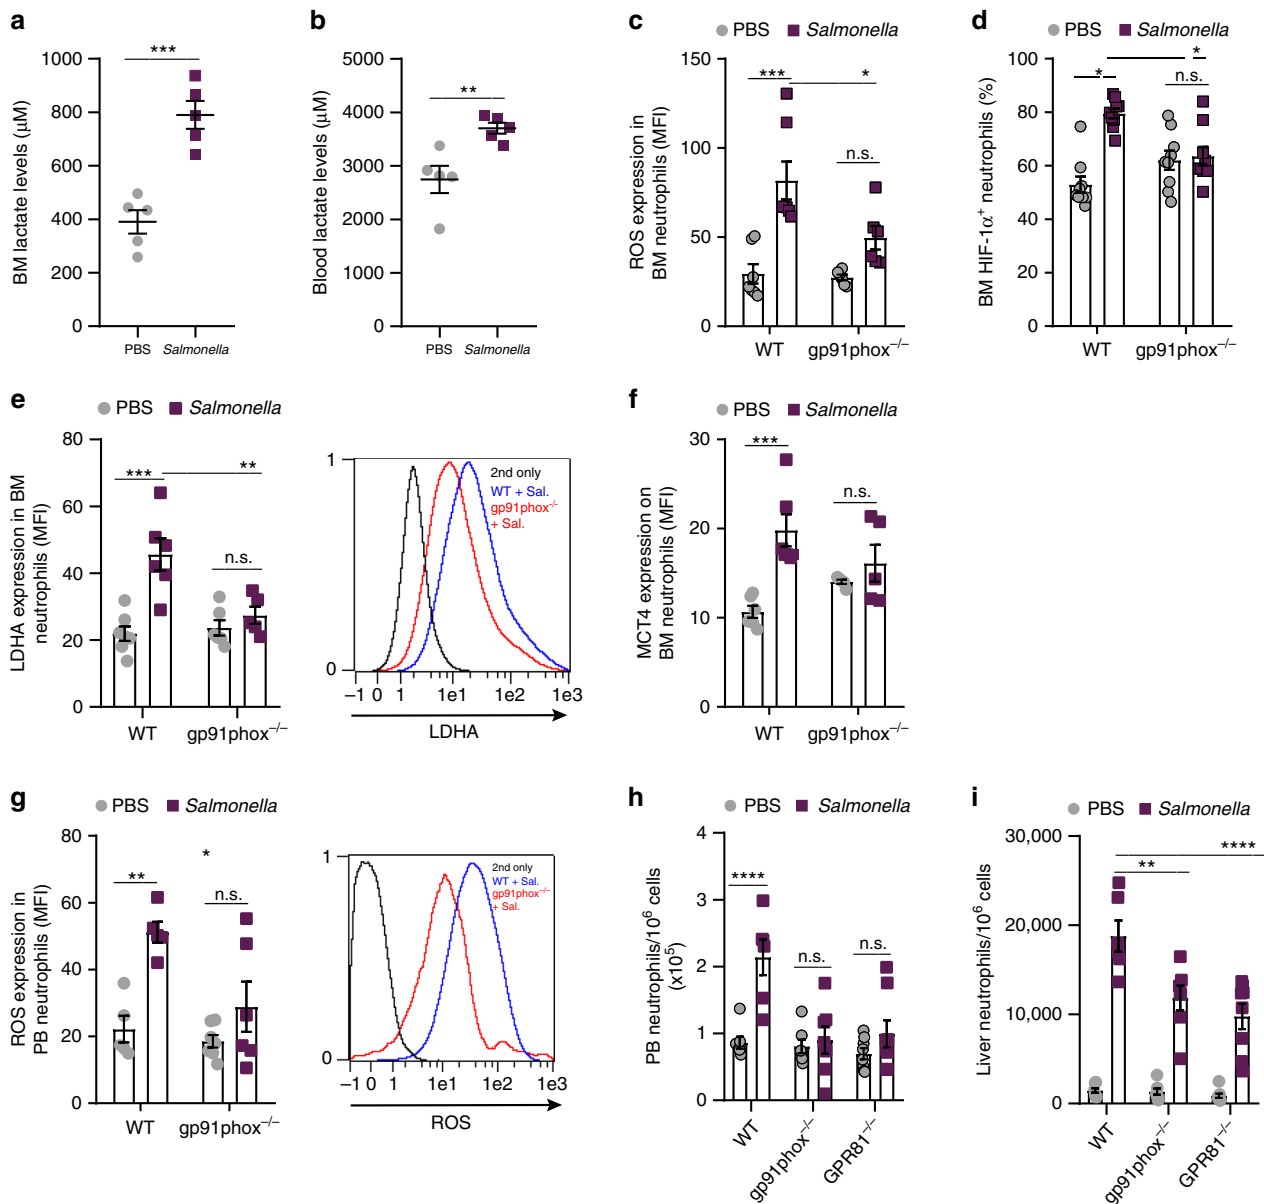 a
BM lactate levels (µM)
1000
800
600
400
200
0
***
PBS
Salmonella
b
Blood lactate levels (µM)
5000
4000
3000
2000
1000
0
**
PBS
Salmonella
c
PBS
Salmonella
ROS expression in
BM neutrophils (MFI)
150
100
50
0
***
*
n.s.
WT
gp91phox⁻/⁻
d
PBS
Salmonella
BM HIF-1α⁺ neutrophils (%)
100
80
60
40
20
0
*
*
n.s.
WT
gp91phox⁻/⁻
e
PBS
Salmonella
LDHA expression in BM
neutrophils (MFI)
80
60
40
20
0
***
**
n.s.
WT
gp91phox⁻/⁻
1
0
2nd only
WT + Sal.
gp91phox⁻/⁻
+ Sal.
–1 0 1 1e1 1e2 1e3
LDHA
f
PBS
Salmonella
MCT4 expression on
BM neutrophils (MFI)
30
20
10
0
***
n.s.
WT
gp91phox⁻/⁻
g
PBS
Salmonella
ROS expression in
PB neutrophils (MFI)
80
60
40
20
0
**
*
n.s.
WT
gp91phox⁻/⁻
1
0
2nd only
WT + Sal.
gp91phox⁻/⁻
+ Sal.
–1 0 1 1e1 1e2 1e3
ROS
h
PBS
Salmonella
PB neutrophils/10⁶ cells
(x10⁵)
4
3
2
1
0
****
n.s.
n.s.
WT
gp91phox⁻/⁻
GPR81⁻/⁻
i
PBS
Salmonella
Liver neutrophils/10⁶ cells
30,000
20,000
10,000
0
**
****
WT
gp91phox⁻/⁻
GPR81⁻/⁻